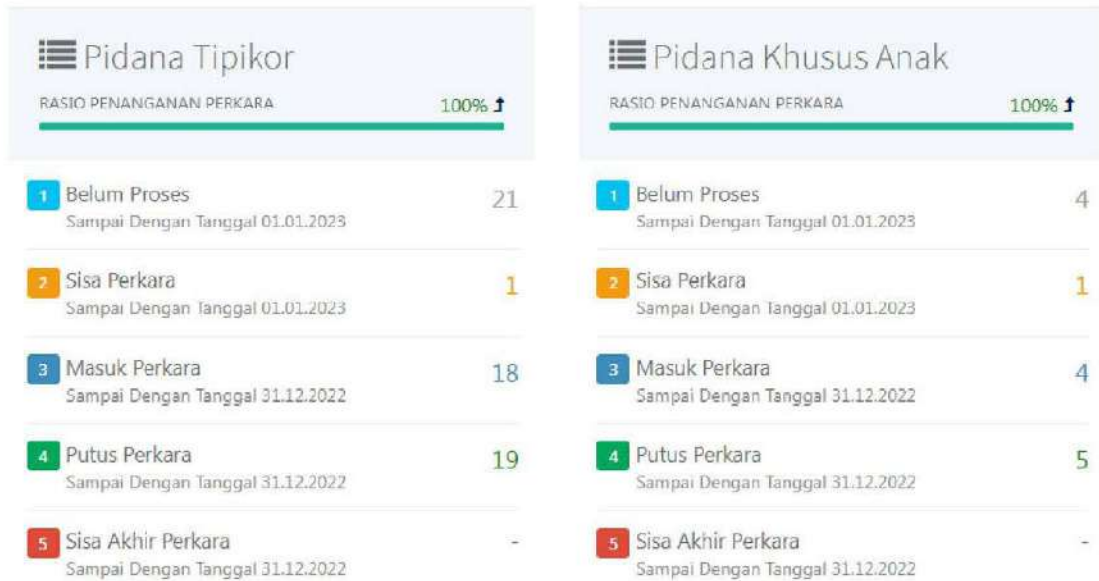 Pidana Tipikor
RASIO PENANGANAN PERKARA 100%
1 Belum Proses 21
Sampai Dengan Tanggal 01.01.2023
2 Sisa Perkara 1
Sampai Dengan Tanggal 01.01.2023
3 Masuk Perkara 18
Sampai Dengan Tanggal 31.12.2022
4 Putus Perkara 19
Sampai Dengan Tanggal 31.12.2022
5 Sisa Akhir Perkara -
Sampai Dengan Tanggal 31.12.2022
Pidana Khusus Anak
RASIO PENANGANAN PERKARA 100%
1 Belum Proses 4
Sampai Dengan Tanggal 01.01.2023
2 Sisa Perkara 1
Sampai Dengan Tanggal 01.01.2023
3 Masuk Perkara 4
Sampai Dengan Tanggal 31.12.2022
4 Putus Perkara 5
Sampai Dengan Tanggal 31.12.2022
5 Sisa Akhir Perkara -
Sampai Dengan Tanggal 31.12.2022